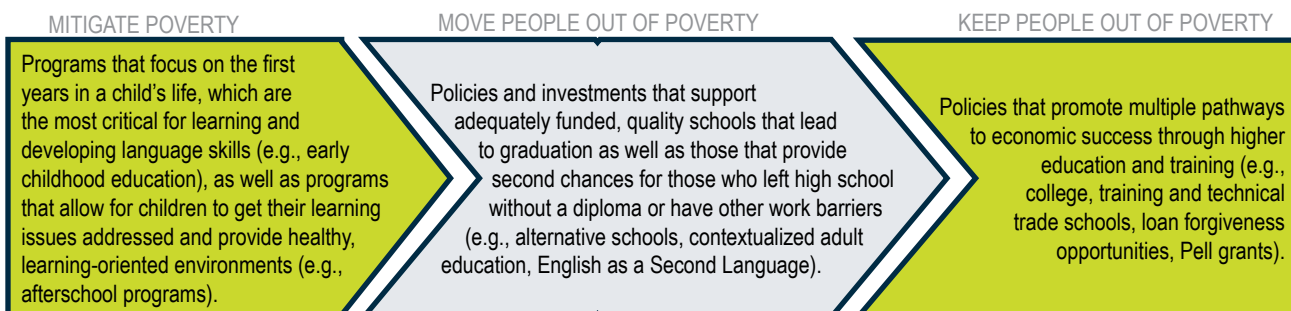 MITIGATE POVERTY
Programs that focus on the first
years in a child’s life, which are
the most critical for learning and
developing language skills (e.g., early
childhood education), as well as programs
that allow for children to get their learning
issues addressed and provide healthy,
learning-oriented environments (e.g.,
afterschool programs).
MOVE PEOPLE OUT OF POVERTY
Policies and investments that support
adequately funded, quality schools that lead
to graduation as well as those that provide
second chances for those who left high school
without a diploma or have other work barriers
(e.g., alternative schools, contextualized adult
education, English as a Second Language).
KEEP PEOPLE OUT OF POVERTY
Policies that promote multiple pathways
to economic success through higher
education and training (e.g.,
college, training and technical
trade schools, loan forgiveness
opportunities, Pell grants).